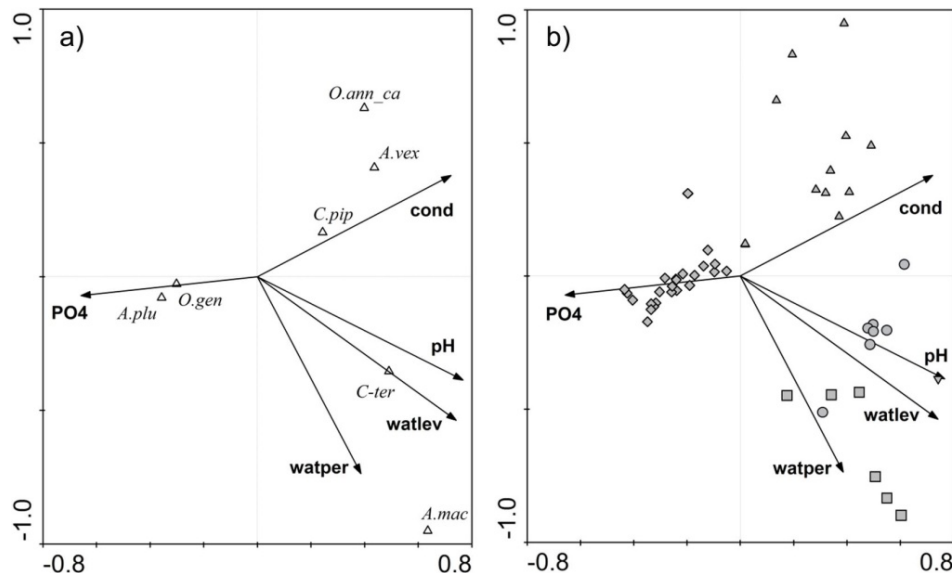 1.0
a)
O.ann_ca
A.vex
cond
C.pip
O.gen
PO4
A.plu
pH
C-ter
watlev
watper
A.mac
-1.0
-0.8
0.8
1.0
b)
cond
PO4
pH
watlev
watper
-1.0
-0.8
0.8